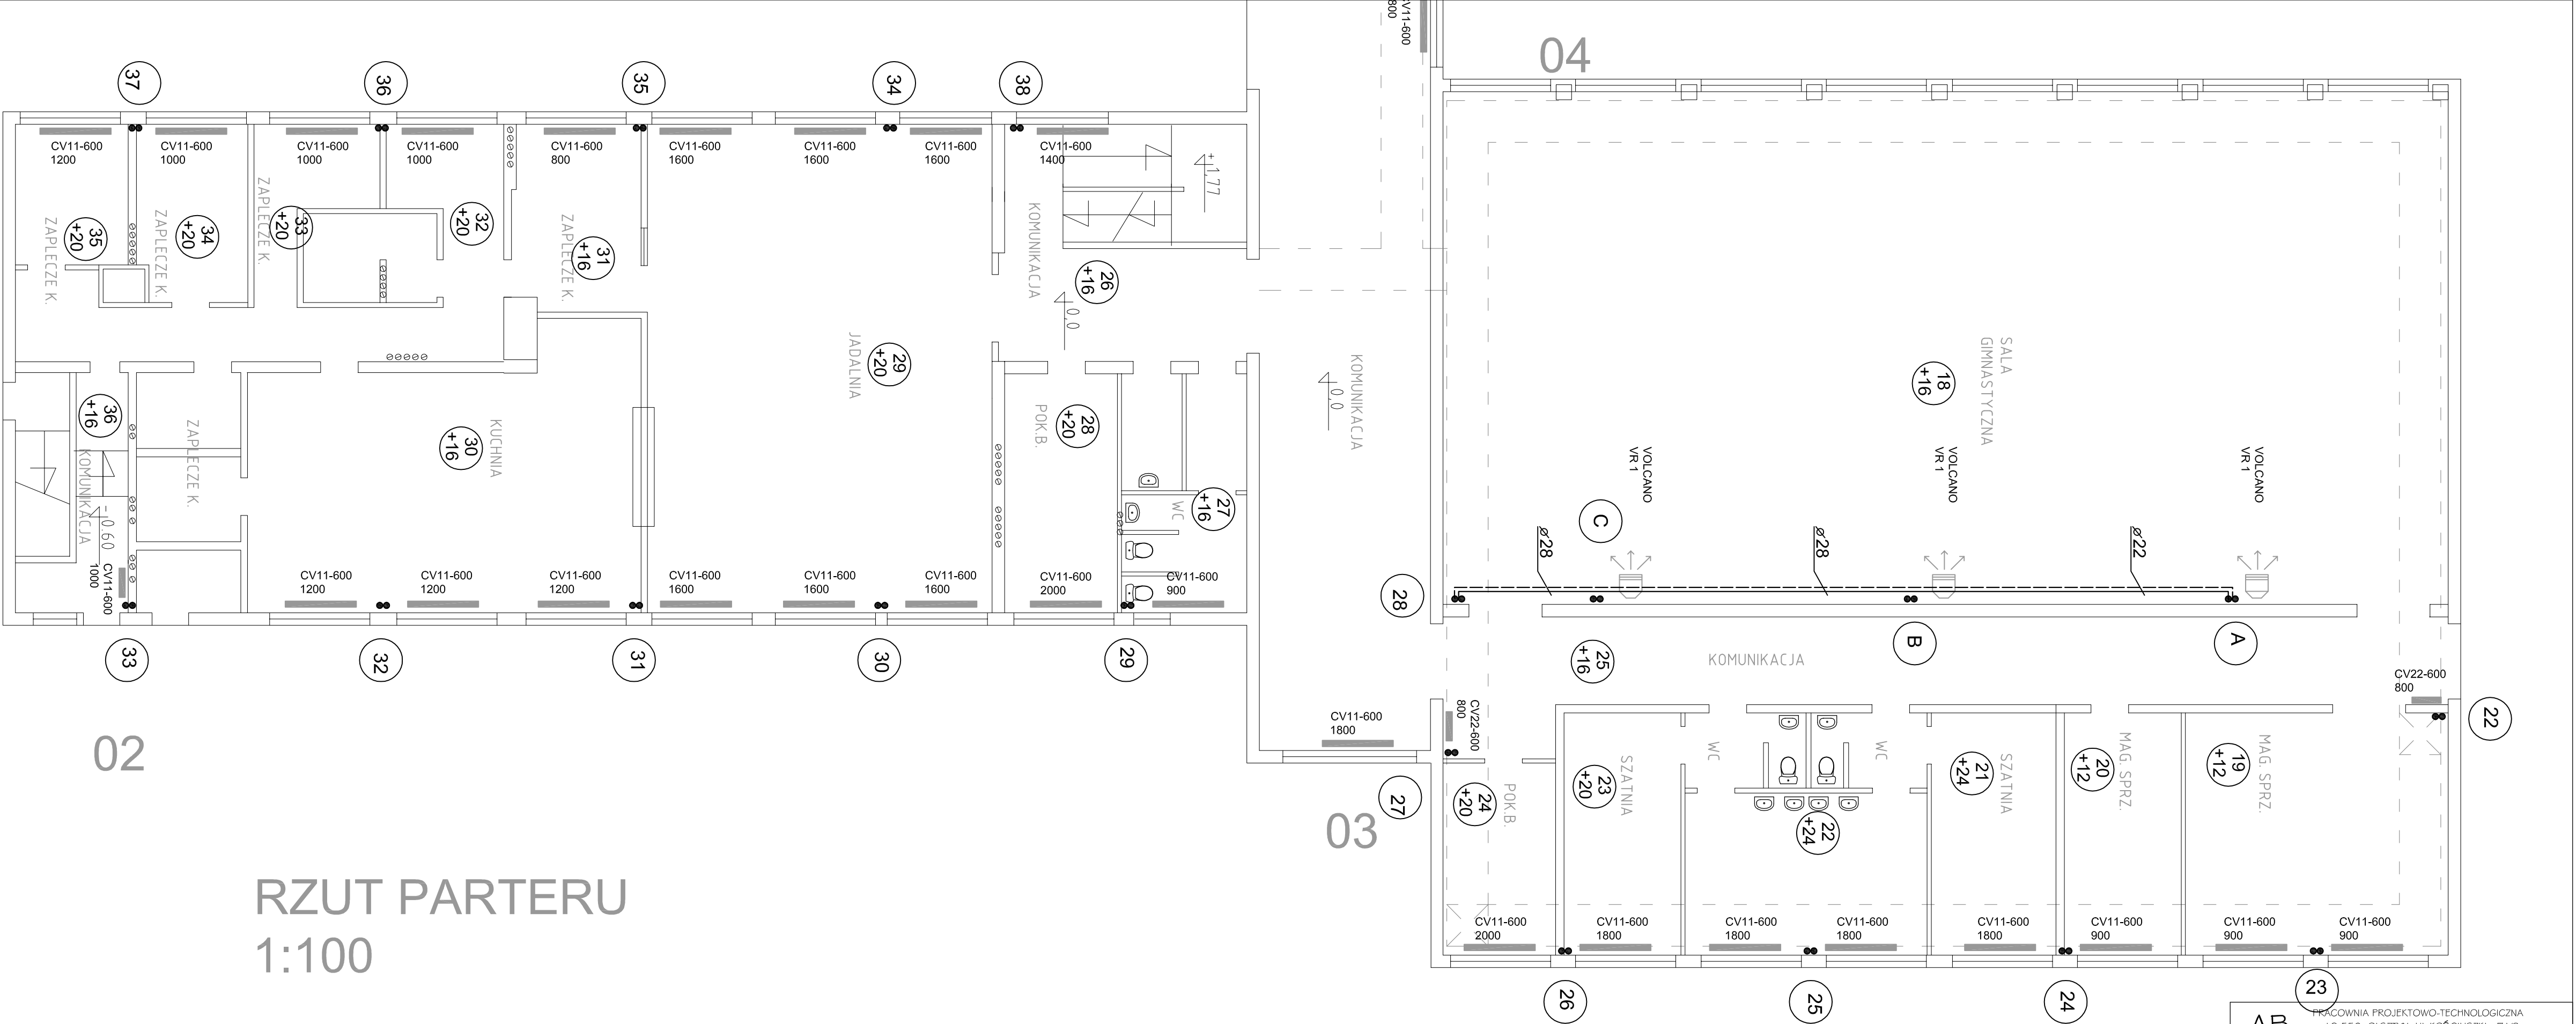 CV11-600
800
04
37
36
35
34
38
CV11-600
1200
CV11-600
1000
CV11-600
1000
CV11-600
1000
CV11-600
800
CV11-600
1600
CV11-600
1600
CV11-600
1600
CV11-600
1400
+1,77
ZAPLECZE K.
35
+20
ZAPLECZE K.
34
+20
ZAPLECZE K.
33
+20
32
+20
ZAPLECZE K.
31
+16
KOMUNIKACJA
26
+16
0,0
JADALNIA
29
+20
KOMUNIKACJA
0,0
SALA
GIMNASTYCZNA
18
+16
36
+16
KOMUNIKACJA
-0.60
ZAPLECZE K.
KUCHNIA
30
+16
POK.B.
28
+20
WC
27
+16
VOLCANO
VR 1
VOLCANO
VR 1
VOLCANO
VR 1
C
ø28
ø28
ø22
CV11-600
1000
CV11-600
1200
CV11-600
1200
CV11-600
1200
CV11-600
1600
CV11-600
1600
CV11-600
1600
CV11-600
2000
CV11-600
900
28
33
32
31
30
29
25
+16
KOMUNIKACJA
B
A
CV22-600
800
22
CV11-600
1800
CV22-600
800
27
02
03
POK.B.
24
+20
SZATNIA
23
+20
WC
WC
22
+24
SZATNIA
21
+24
MAG. SPRZ.
20
+12
MAG. SPRZ.
19
+12
RZUT PARTERU
1:100
CV11-600
2000
CV11-600
1800
CV11-600
1800
CV11-600
1800
CV11-600
1800
CV11-600
900
CV11-600
900
CV11-600
900
26
25
24
23
PRACOWNIA PROJEKTOWO-TECHNOLOGICZNA